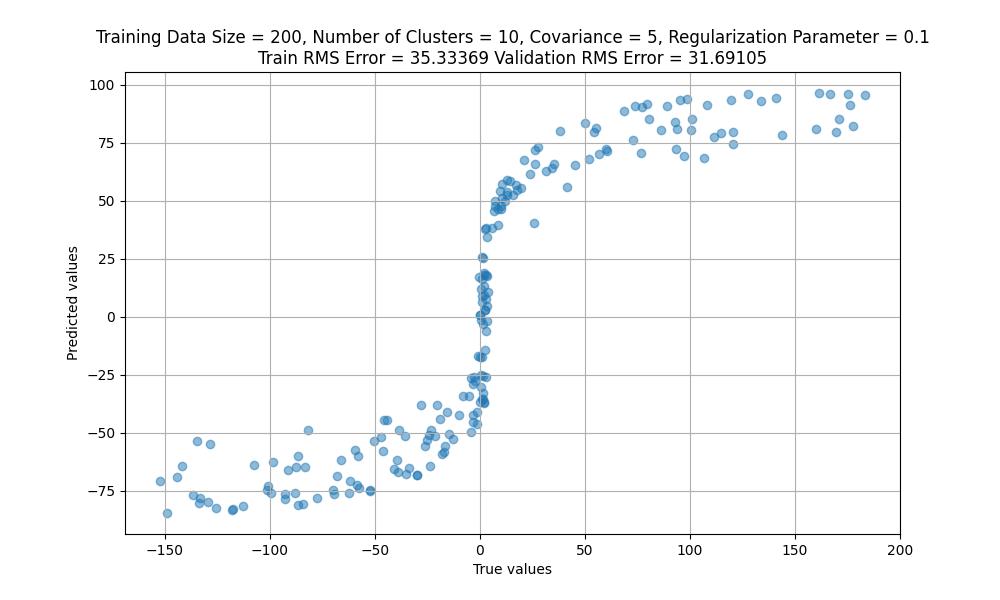 Training Data Size = 200, Number of Clusters = 10, Covariance = 5, Regularization Parameter = 0.1
Train RMS Error = 35.33369 Validation RMS Error = 31.69105
100
75
50
25
0
−25
−50
−75
Predicted values
−150 −100 −50 0 50 100 150 200
True values